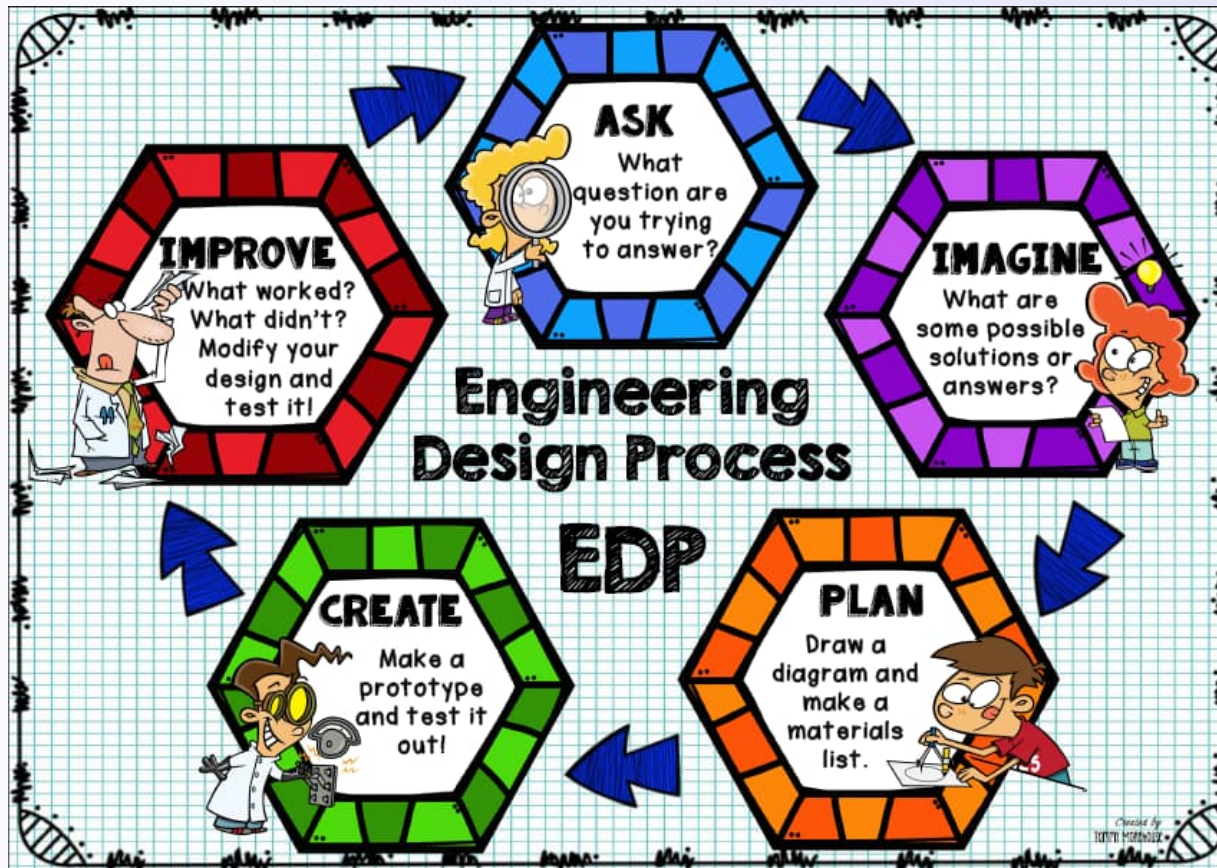 ASK
What
question are
you trying
to answer?
IMAGINE
What are
some possible
solutions or
answers?
PLAN
Draw a
diagram and
make a
materials
list.
CREATE
Make a
prototype
and test it
out!
IMPROVE
What worked?
What didn't?
Modify your
design and
test it!
Engineering
Design Process
EDP
Created by
Tammi Morehouse